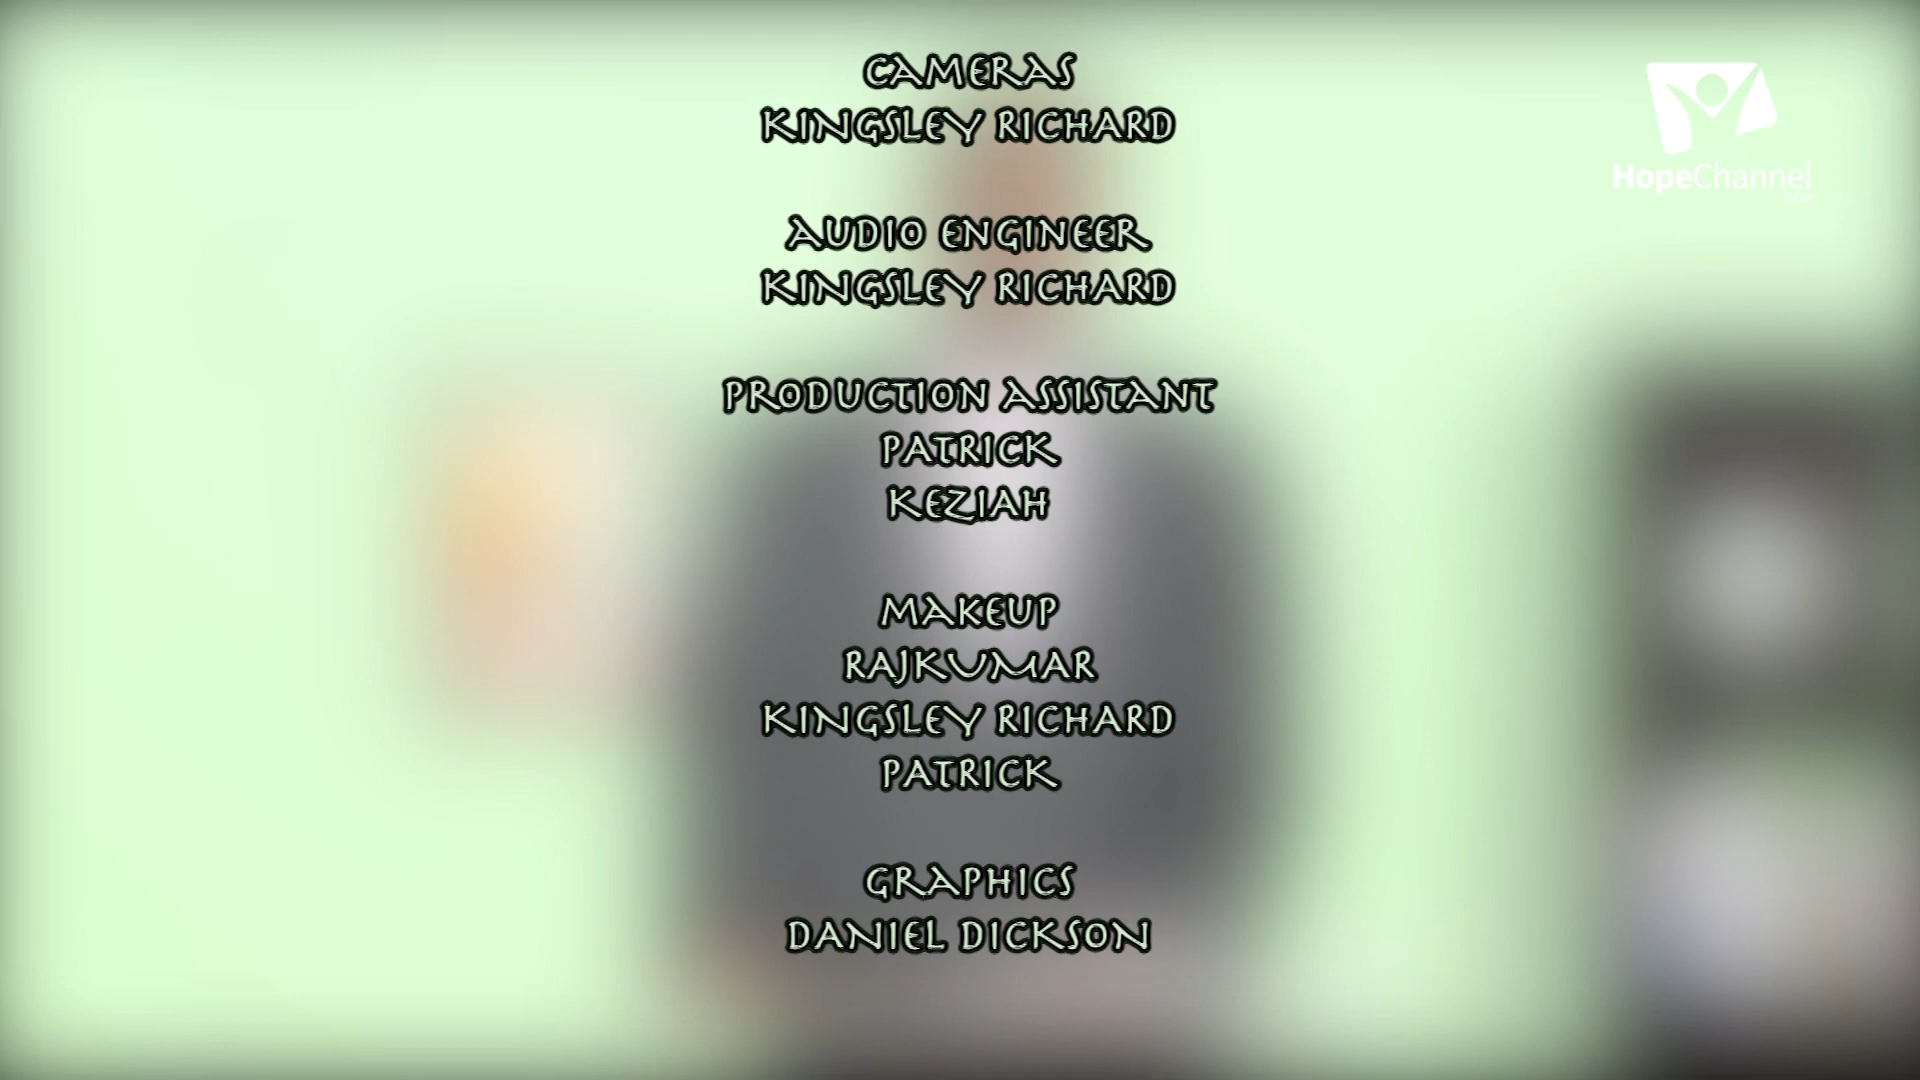 CAMERAS
KINGSLEY RICHARD
AUDIO ENGINEER
KINGSLEY RICHARD
PRODUCTION ASSISTANT
PATRICK
KEZIAH
MAKEUP
RAJKUMAR
KINGSLEY RICHARD
PATRICK
GRAPHICS
DANIEL DICKSON
HopeChannel